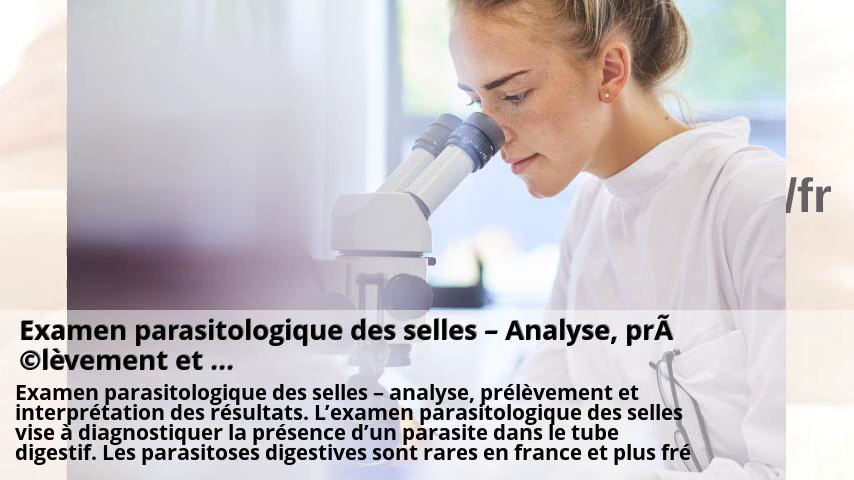 /fr
Examen parasitologique des selles – Analyse, prÃ
©lèvement et ...
Examen parasitologique des selles – analyse, prélèvement et
interprétation des résultats. L’examen parasitologique des selles
vise à diagnostiquer la présence d’un parasite dans le tube
digestif. Les parasitoses digestives sont rares en france et plus fré